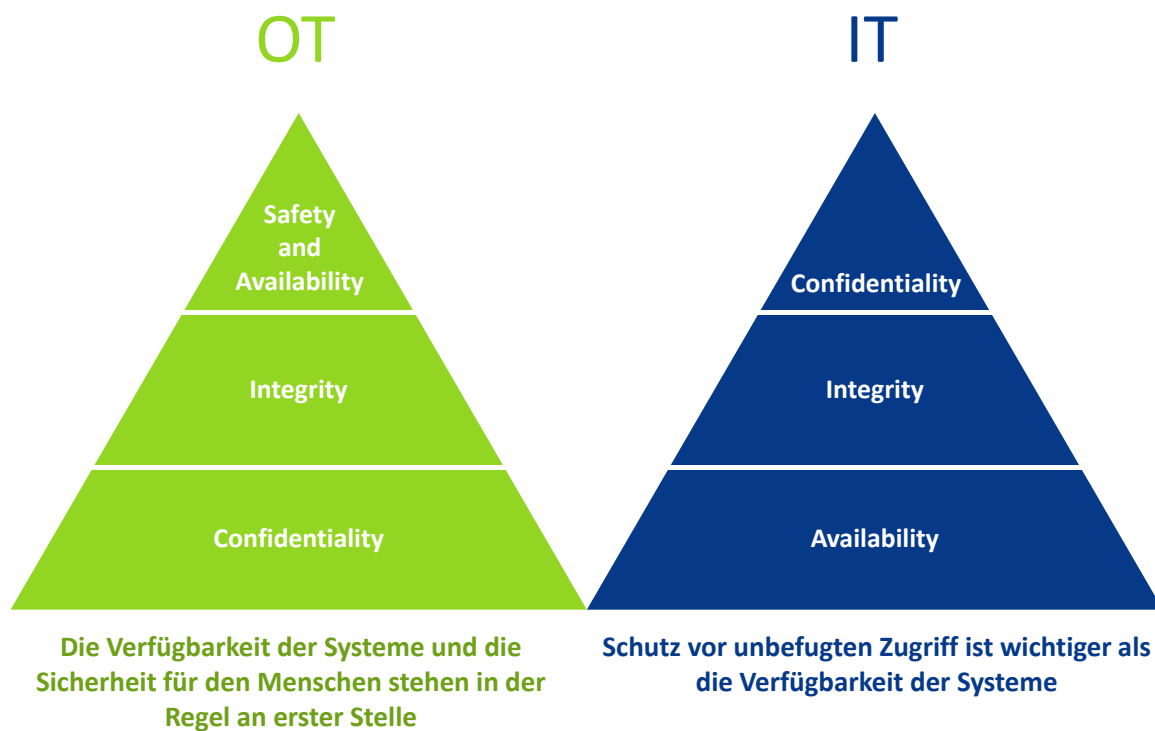 OT
Safety
and
Availability
Integrity
Confidentiality
Die Verfügbarkeit der Systeme und die
Sicherheit für den Menschen stehen in der
Regel an erster Stelle
IT
Confidentiality
Integrity
Availability
Schutz vor unbefugten Zugriff ist wichtiger als
die Verfügbarkeit der Systeme